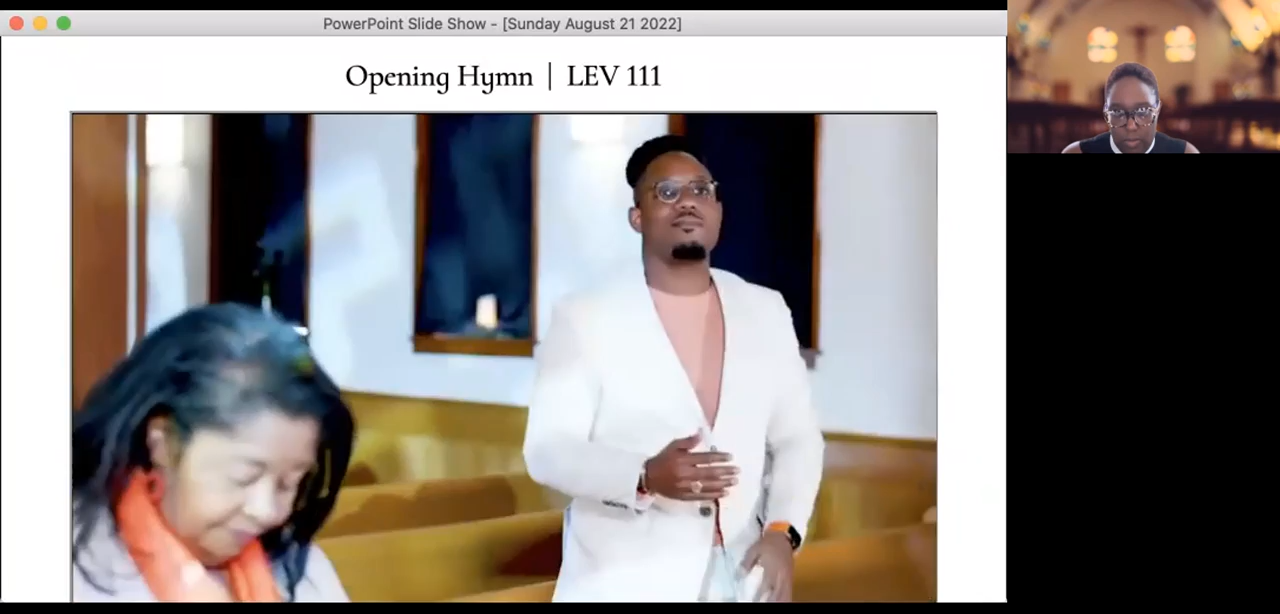 PowerPoint Slide Show - [Sunday August 21 2022]
Opening Hymn | LEV 111